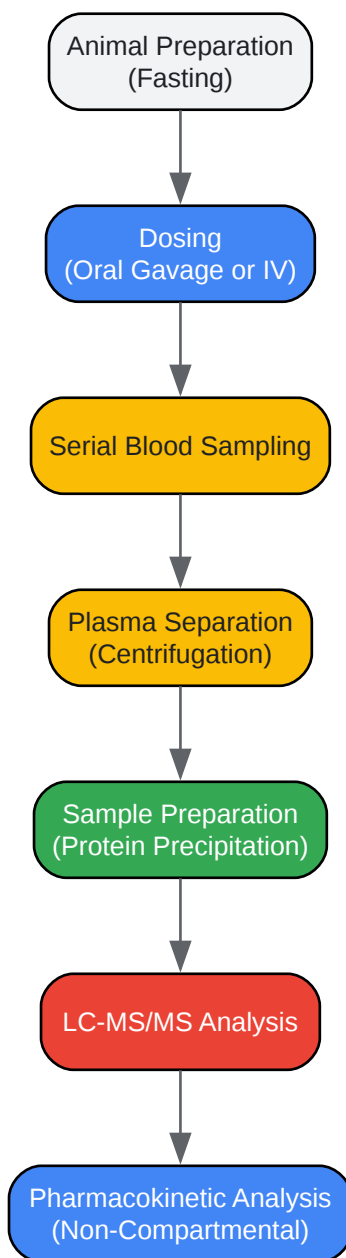 Animal Preparation
(Fasting)
Dosing
(Oral Gavage or IV)
Serial Blood Sampling
Plasma Separation
(Centrifugation)
Sample Preparation
(Protein Precipitation)
LC-MS/MS Analysis
Pharmacokinetic Analysis
(Non-Compartmental)